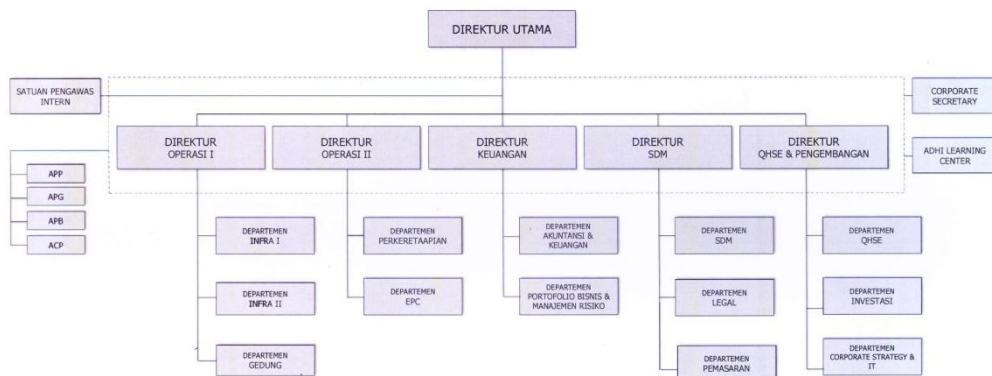 DIREKTUR UTAMA
SATUAN PENGAWAS
INTERN
CORPORATE
SECRETARY
DIREKTUR
OPERASI I
DIREKTUR
OPERASI II
DIREKTUR
KEUANGAN
DIREKTUR
SDM
DIREKTUR
QHSE & PENGEMBANGAN
ADHI LEARNING
CENTER
APP
APG
APB
ACP
DEPARTEMEN
INFRA I
DEPARTEMEN
PERKERETAAPIAN
DEPARTEMEN
AKUNTANSI &
KEUANGAN
DEPARTEMEN
SDM
DEPARTEMEN
QHSE
DEPARTEMEN
INFRA II
DEPARTEMEN
EPC
DEPARTEMEN
PORTOFOLIO BISNIS &
MANAJEMEN RISIKO
DEPARTEMEN
LEGAL
DEPARTEMEN
INVESTASI
DEPARTEMEN
GEDUNG
DEPARTEMEN
PEMASARAN
DEPARTEMEN
CORPORATE STRATEGY &
IT